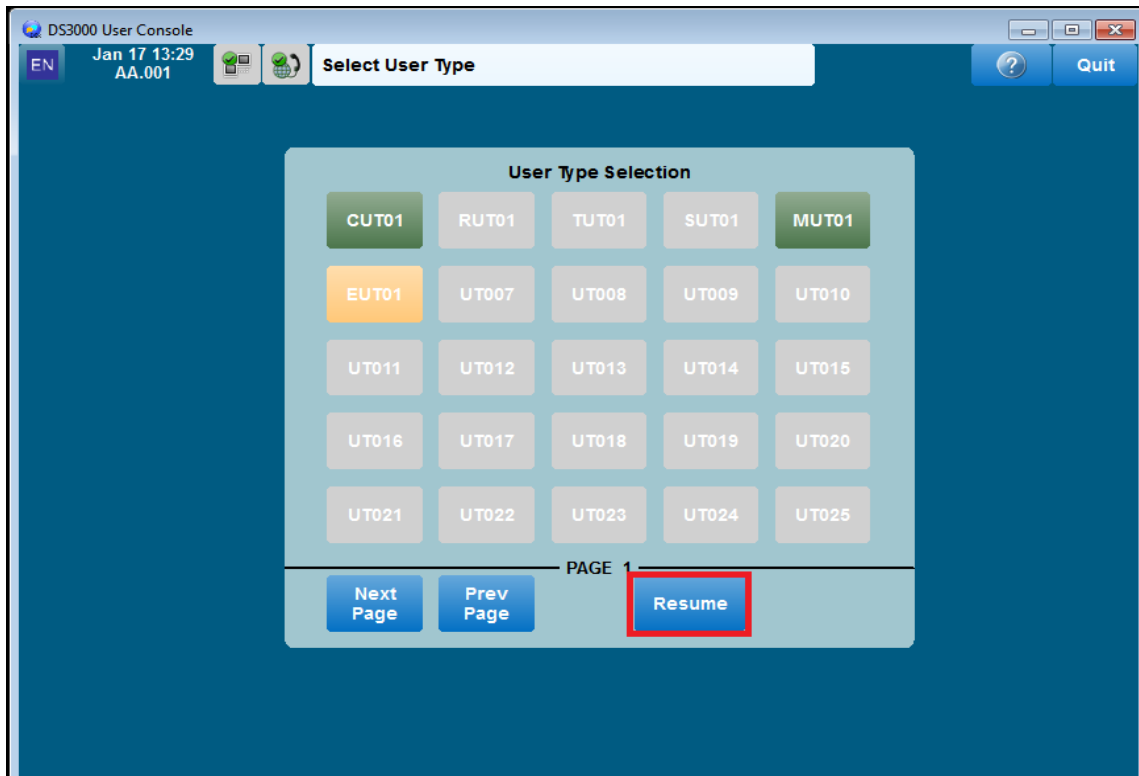 DS3000 User Console
EN
Jan 17 13:29
AA.001
Select User Type
?
Quit
User Type Selection
CUT01 RUT01 TUT01 SUT01 MUT01
EUT01 UT007 UT008 UT009 UT010
UT011 UT012 UT013 UT014 UT015
UT016 UT017 UT018 UT019 UT020
UT021 UT022 UT023 UT024 UT025
PAGE 1
Next
Page
Prev
Page
Resume